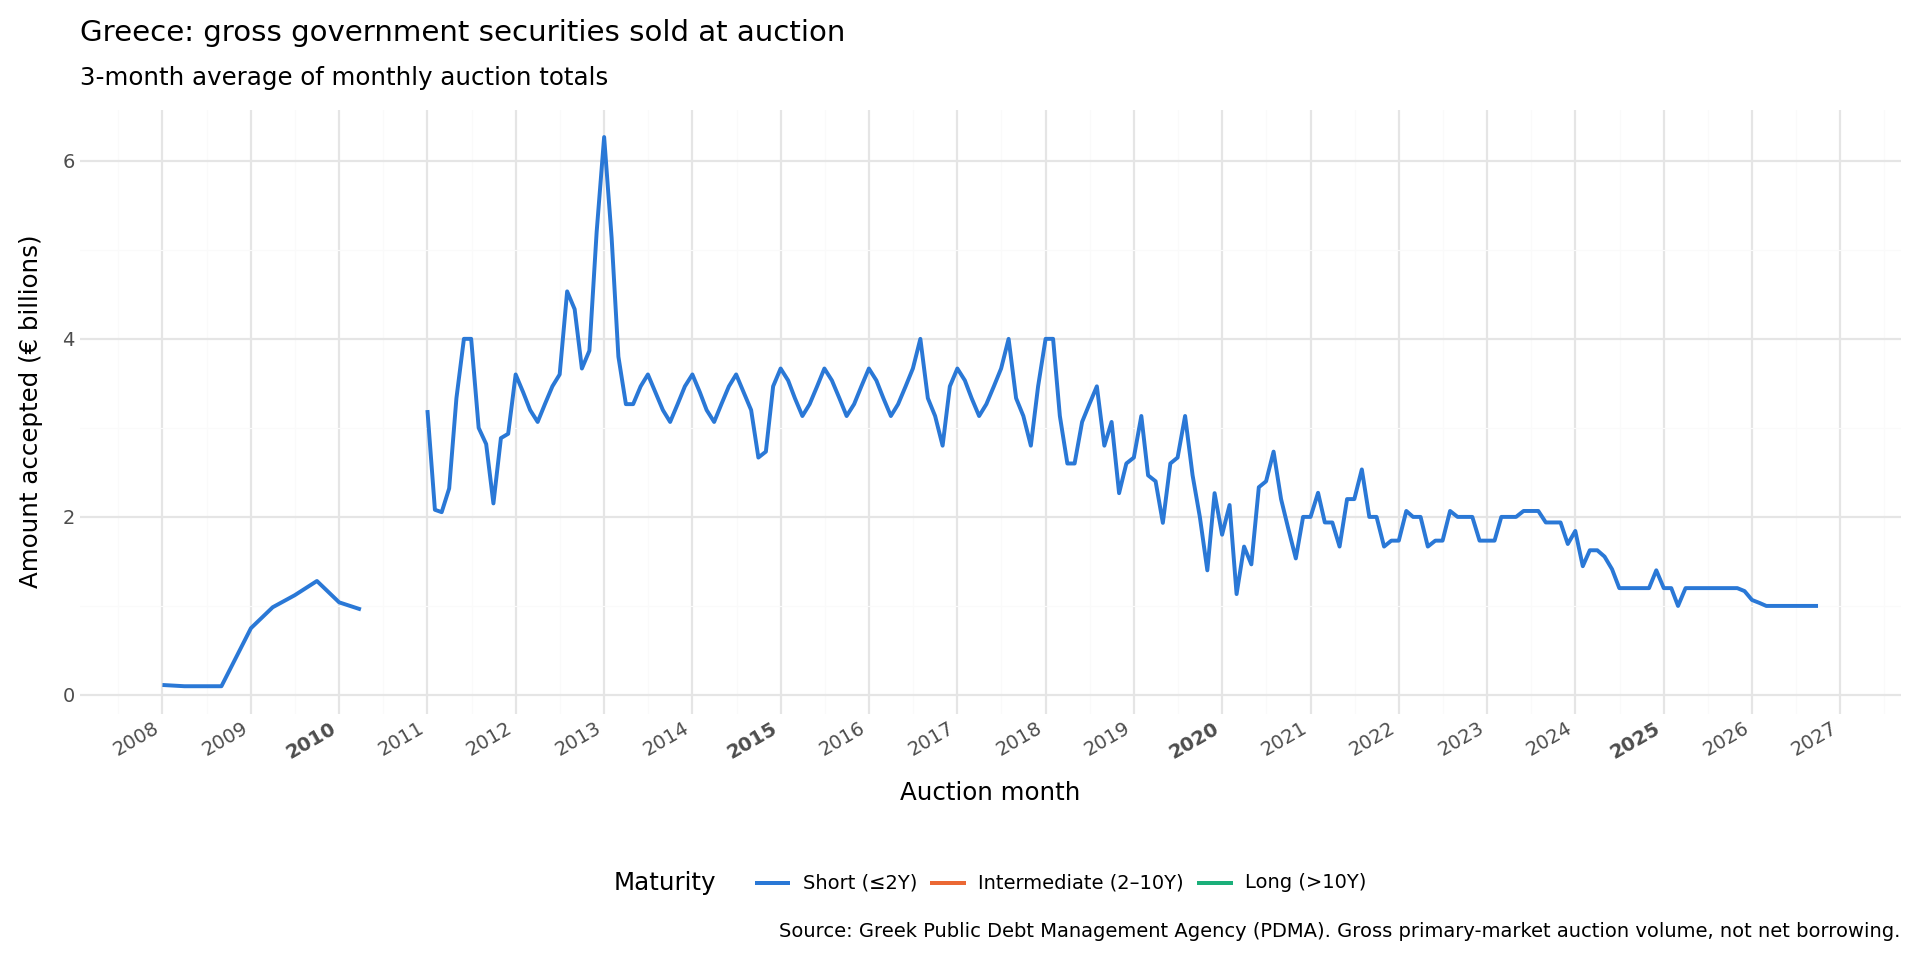 Greece: gross government securities sold at auction
3-month average of monthly auction totals
Amount accepted (€ billions)
6
4
2
0
2008
2009
2010
2011
2012
2013
2014
2015
2016
2017
2018
2019
2020
2021
2022
2023
2024
2025
2026
2027
Auction month
Maturity
Short (≤2Y)
Intermediate (2–10Y)
Long (>10Y)
Source: Greek Public Debt Management Agency (PDMA). Gross primary-market auction volume, not net borrowing.